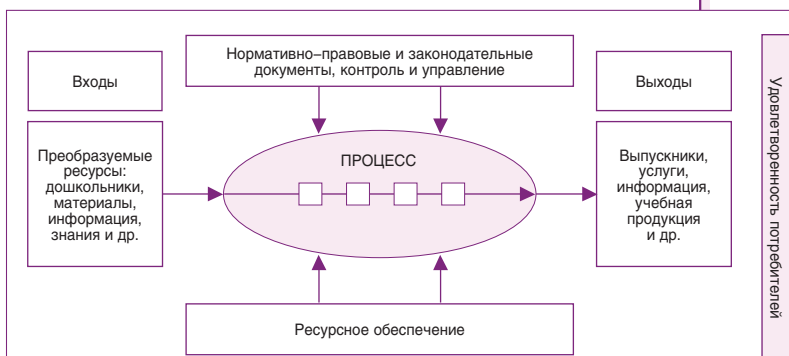 Нормативно–правовые и законодательные
документы, контроль и управление
Входы
Выходы
Преобразуемые
ресурсы:
дошкольники,
материалы,
информация,
знания и др.
ПРОЦЕСС
Выпускники,
услуги,
информация,
учебная
продукция
и др.
Ресурсное обеспечение
Удовлетворенность потребителей